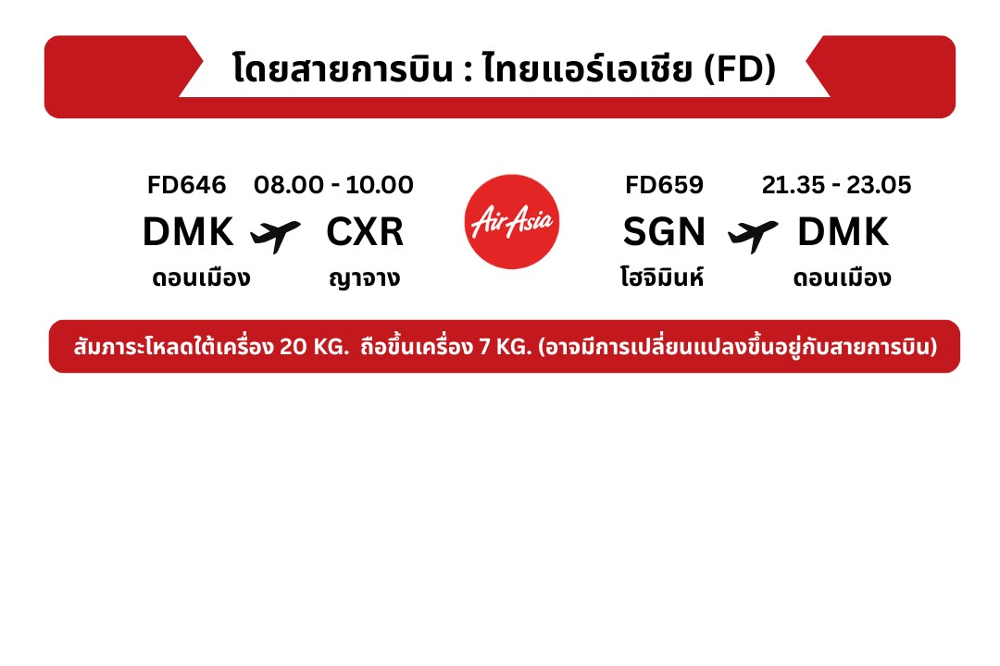 โดยสายการบิน : ไทยแอร์เอเชีย (FD)
FD646 08.00 - 10.00
DMK CXR
ดอนเมือง ญาจาง
AirAsia
FD659 21.35 - 23.05
SGN DMK
โฮจิมินห์ ดอนเมือง
สัมภาระโหลดใต้เครื่อง 20 KG. ถือขึ้นเครื่อง 7 KG. (อาจมีการเปลี่ยนแปลงขึ้นอยู่กับสายการบิน)